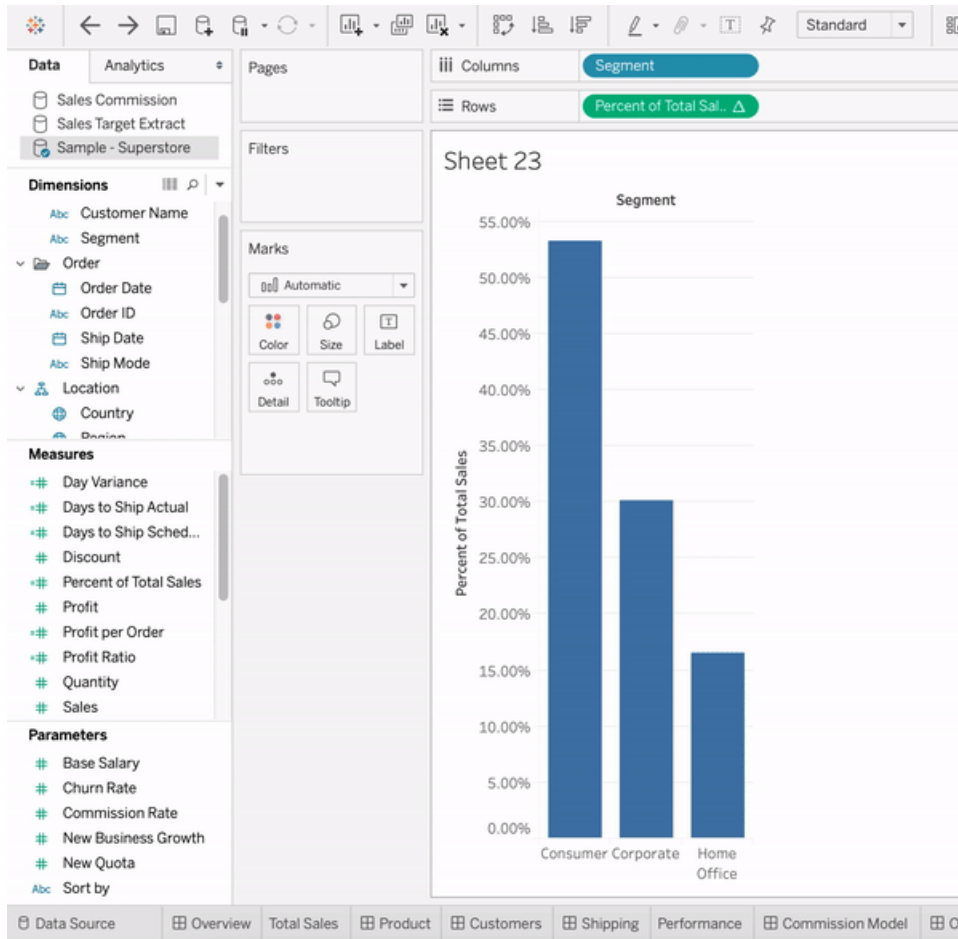 Standard
Data
Analytics
Sales Commission
Sales Target Extract
Sample - Superstore
Dimensions
Abc Customer Name
Abc Segment
Order
Order Date
Abc Order ID
Ship Date
Abc Ship Mode
Location
Country
Region
Measures
Day Variance
Days to Ship Actual
Days to Ship Sched...
Discount
Percent of Total Sales
Profit
Profit per Order
Profit Ratio
Quantity
Sales
Parameters
Base Salary
Churn Rate
Commission Rate
New Business Growth
New Quota
Abc Sort by
Pages
Filters
Marks
Automatic
Color
Size
T
Label
Detail
Tooltip
Columns
Segment
Rows
Percent of Total Sal.. Δ
Sheet 23
Segment
Percent of Total Sales
55.00%
50.00%
45.00%
40.00%
35.00%
30.00%
25.00%
20.00%
15.00%
10.00%
5.00%
0.00%
Consumer
Corporate
Home
Office
Data Source
Overview
Total Sales
Product
Customers
Shipping
Performance
Commission Model